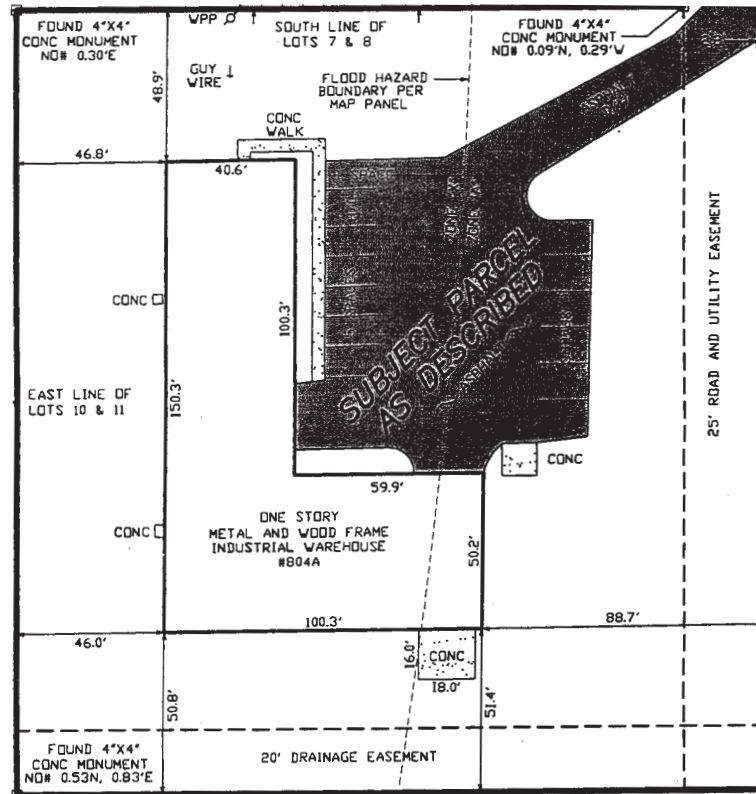 FOUND 4"X4"
CONC MONUMENT
NO# 0.30'E
WPP
SOUTH LINE OF
LOTS 7 & 8
FOUND 4"X4"
CONC MONUMENT
NO# 0.09'N, 0.29'W
GUY
WIRE
FLOOD HAZARD
BOUNDARY PER
MAP PANEL
48.9'
CONC
WALK
46.8'
40.6'
ASPHALT
SPACE
ZONE "X"
SPACES
CONC
100.3'
150.3'
SUBJECT PARCEL
AS DESCRIBED
ASPHALT
25' ROAD AND UTILITY EASEMENT
EAST LINE OF
LOTS 10 & 11
CONC
59.9'
CONC
ONE STORY
METAL AND WOOD FRAME
INDUSTRIAL WAREHOUSE
#804A
50.2'
100.3'
88.7'
46.0'
16.0'
CONC
18.0'
50.8'
51.4'
FOUND 4"X4"
CONC MONUMENT
NO# 0.53N, 0.83'E
20' DRAINAGE EASEMENT